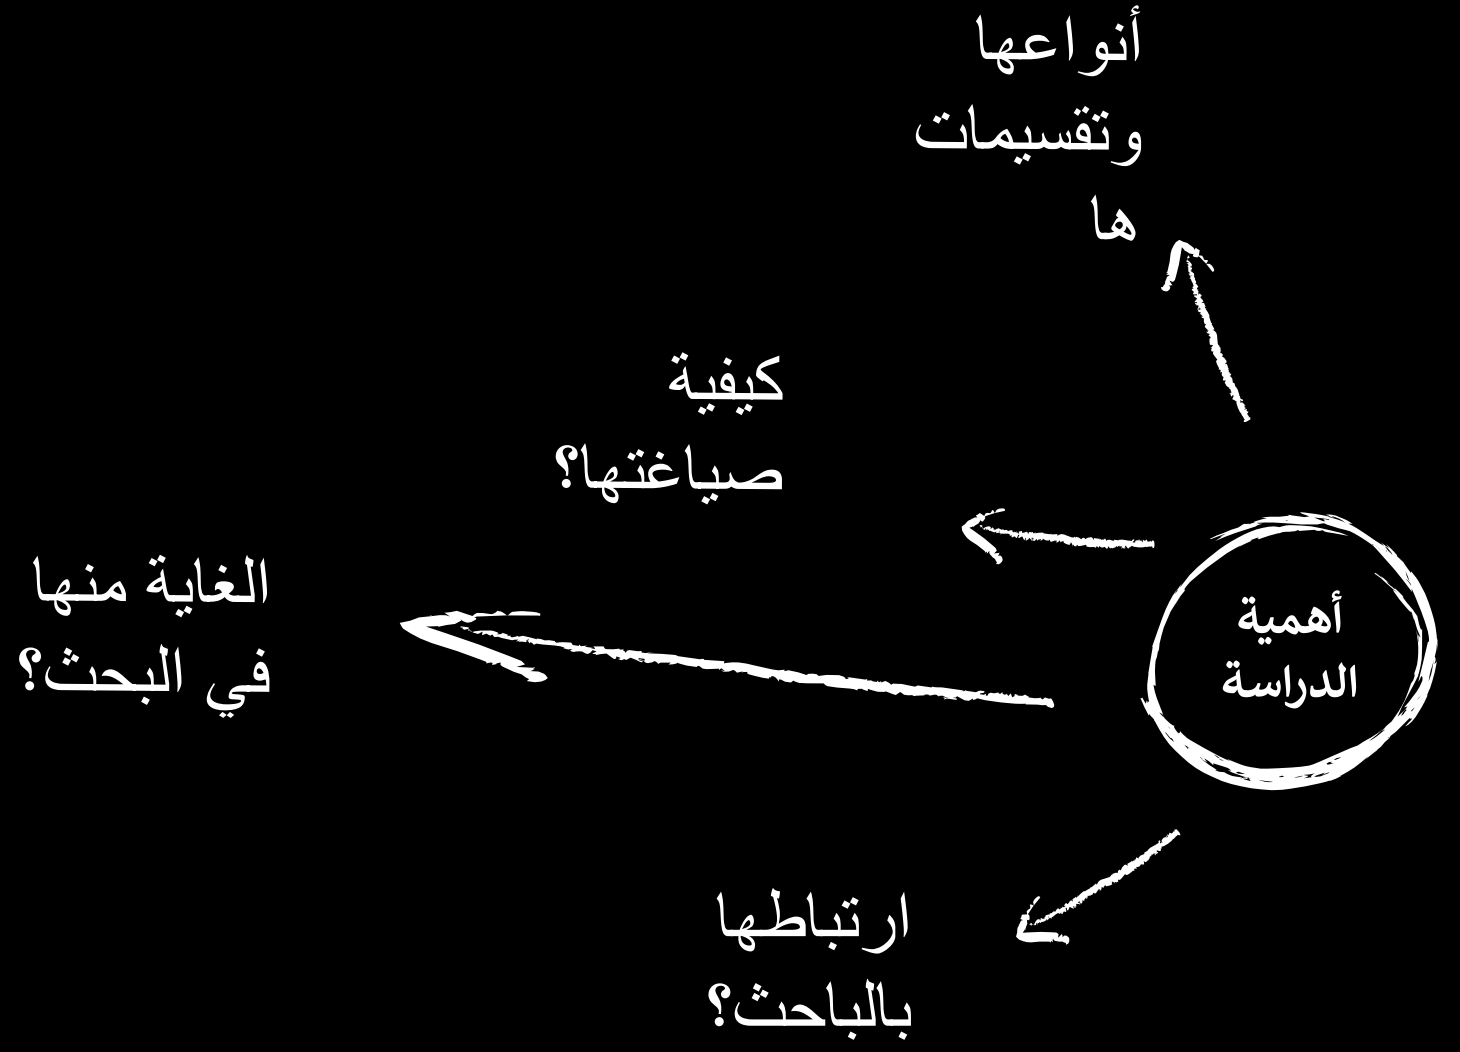 أنواعها
وتقسيمات
ها
كيفية
صياغتها؟
الغاية منها
في البحث؟
أهمية
الدراسة
ارتباطها
بالباحث؟